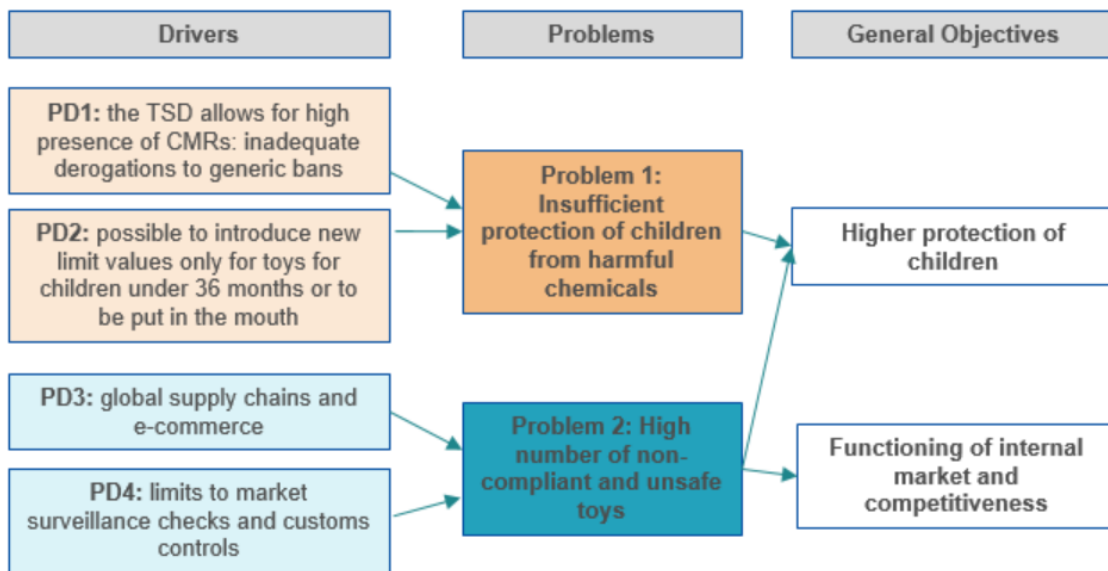 Drivers
Problems
General Objectives
PD1: the TSD allows for high
presence of CMRs: inadequate
derogations to generic bans
PD2: possible to introduce new
limit values only for toys for
children under 36 months or to
be put in the mouth
PD3: global supply chains and
e-commerce
PD4: limits to market
surveillance checks and customs
controls
Problem 1:
Insufficient
protection of children
from harmful
chemicals
Problem 2: High
number of non-
compliant and unsafe
toys
Higher protection of
children
Functioning of internal
market and
competitiveness